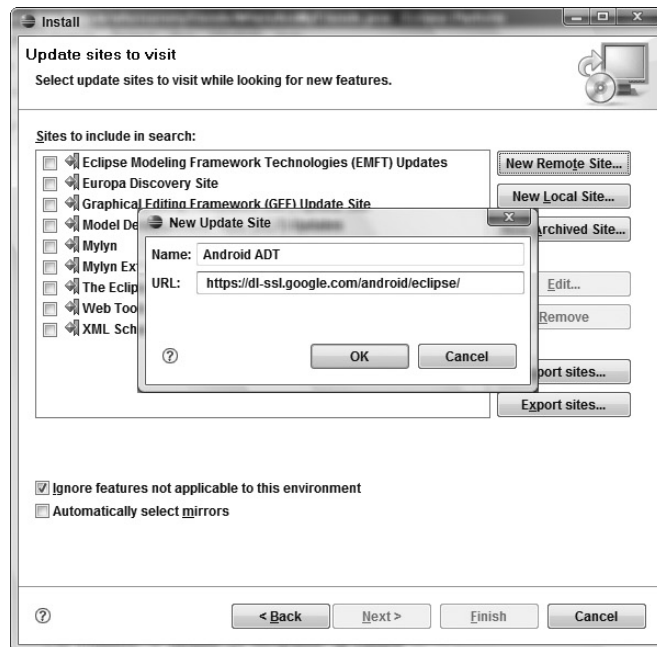 Install
Update sites to visit
Select update sites to visit while looking for new features.
Sites to include in search:
Eclipse Modeling Framework Technologies (EMFT) Updates
Europa Discovery Site
Graphical Editing Framework (GEF) Update Site
Model De
Mylyn
Mylyn Ex
The Eclip
Web Too
XML Sch
New Remote Site...
New Local Site...
Archived Site...
Edit...
Remove
port sites...
Export sites...
New Update Site
Name: Android ADT
URL: https://dl-ssl.google.com/android/eclipse/
?
OK Cancel
Ignore features not applicable to this environment
Automatically select mirrors
?
< Back Next > Finish Cancel